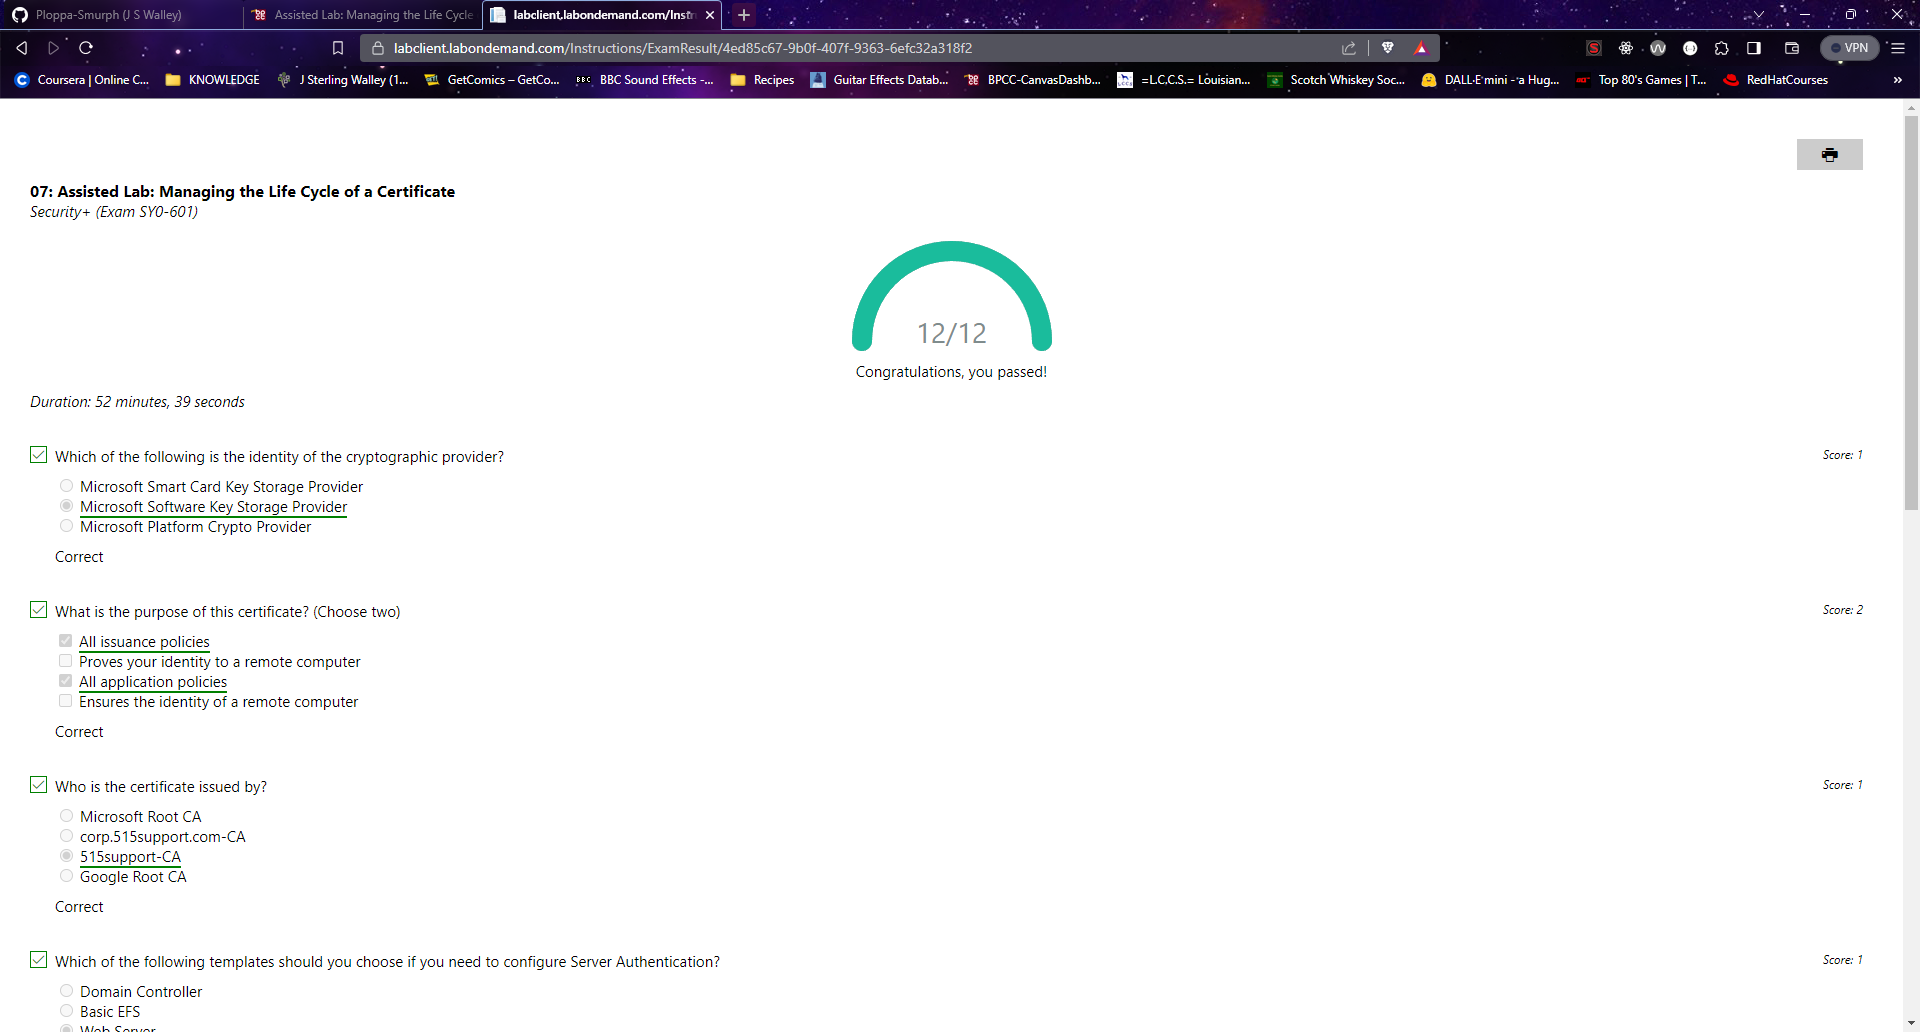 Ploppa-Smurph (J S Walley)
Assisted Lab: Managing the Life Cycle
labclient.labondemand.com/Instr
labclient.labondemand.com/Instructions/ExamResult/4ed85c67-9b0f-407f-9363-6efc32a318f2
VPN
Coursera | Online C...
KNOWLEDGE
J Sterling Walley (1...
GetComics – GetCo...
BBC Sound Effects -...
Recipes
Guitar Effects Datab...
BPCC-CanvasDashb...
=L.C.C.S.= Louisian...
Scotch Whiskey Soc...
DALL·E mini - a Hug...
Top 80's Games | T...
RedHatCourses
07: Assisted Lab: Managing the Life Cycle of a Certificate
Security+ (Exam SY0-601)
12/12
Congratulations, you passed!
Duration: 52 minutes, 39 seconds
Which of the following is the identity of the cryptographic provider?
Score: 1
Microsoft Smart Card Key Storage Provider
Microsoft Software Key Storage Provider
Microsoft Platform Crypto Provider
Correct
What is the purpose of this certificate? (Choose two)
Score: 2
All issuance policies
Proves your identity to a remote computer
All application policies
Ensures the identity of a remote computer
Correct
Who is the certificate issued by?
Score: 1
Microsoft Root CA
corp.515support.com-CA
515support-CA
Google Root CA
Correct
Which of the following templates should you choose if you need to configure Server Authentication?
Score: 1
Domain Controller
Basic EFS
Web Server